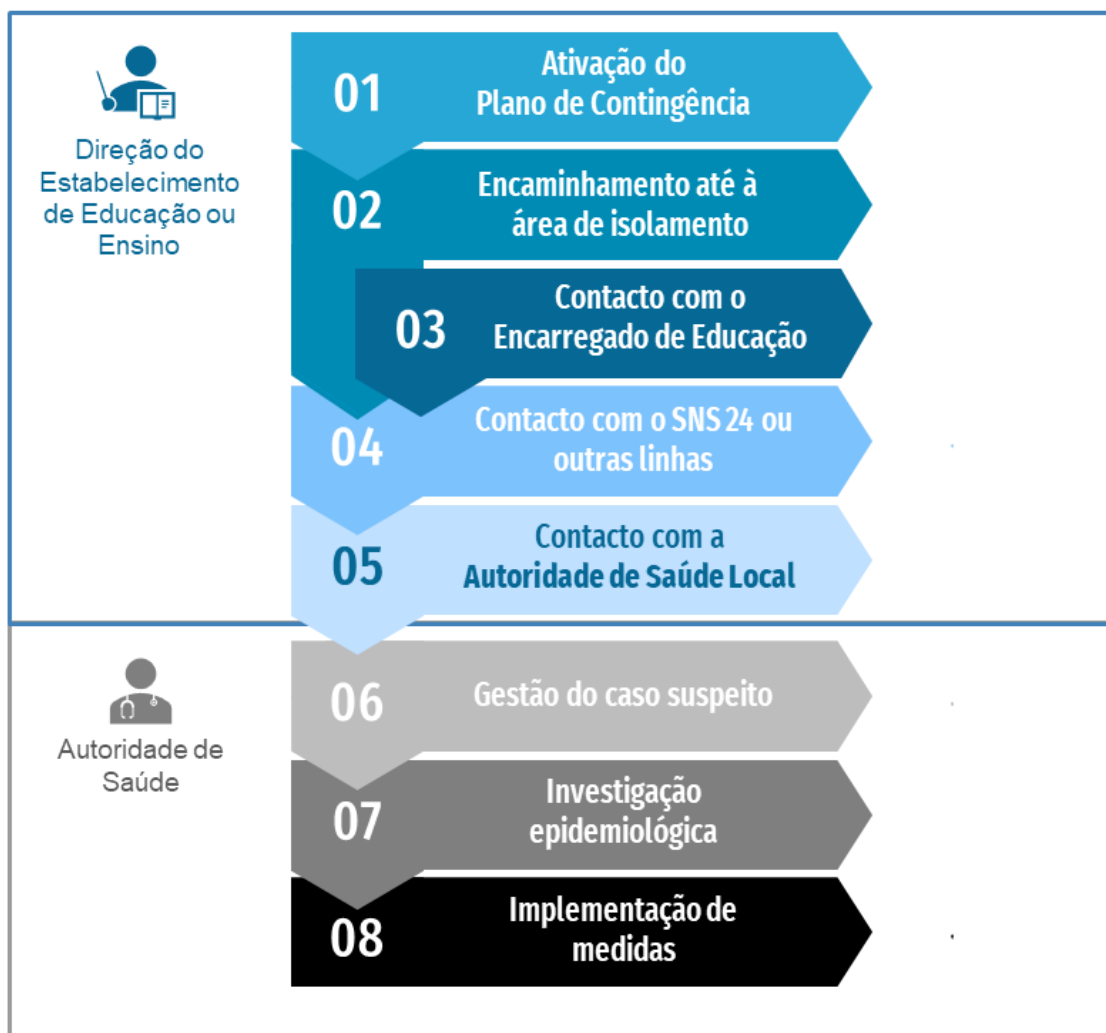 Direção do
Estabelecimento
de Educação ou
Ensino
01
Ativação do
Plano de Contingência
02
Encaminhamento até à
área de isolamento
03
Contacto com o
Encarregado de Educação
04
Contacto com o SNS 24 ou
outras linhas
05
Contacto com a
Autoridade de Saúde Local
Autoridade de
Saúde
06
Gestão do caso suspeito
07
Investigação
epidemiológica
08
Implementação de
medidas